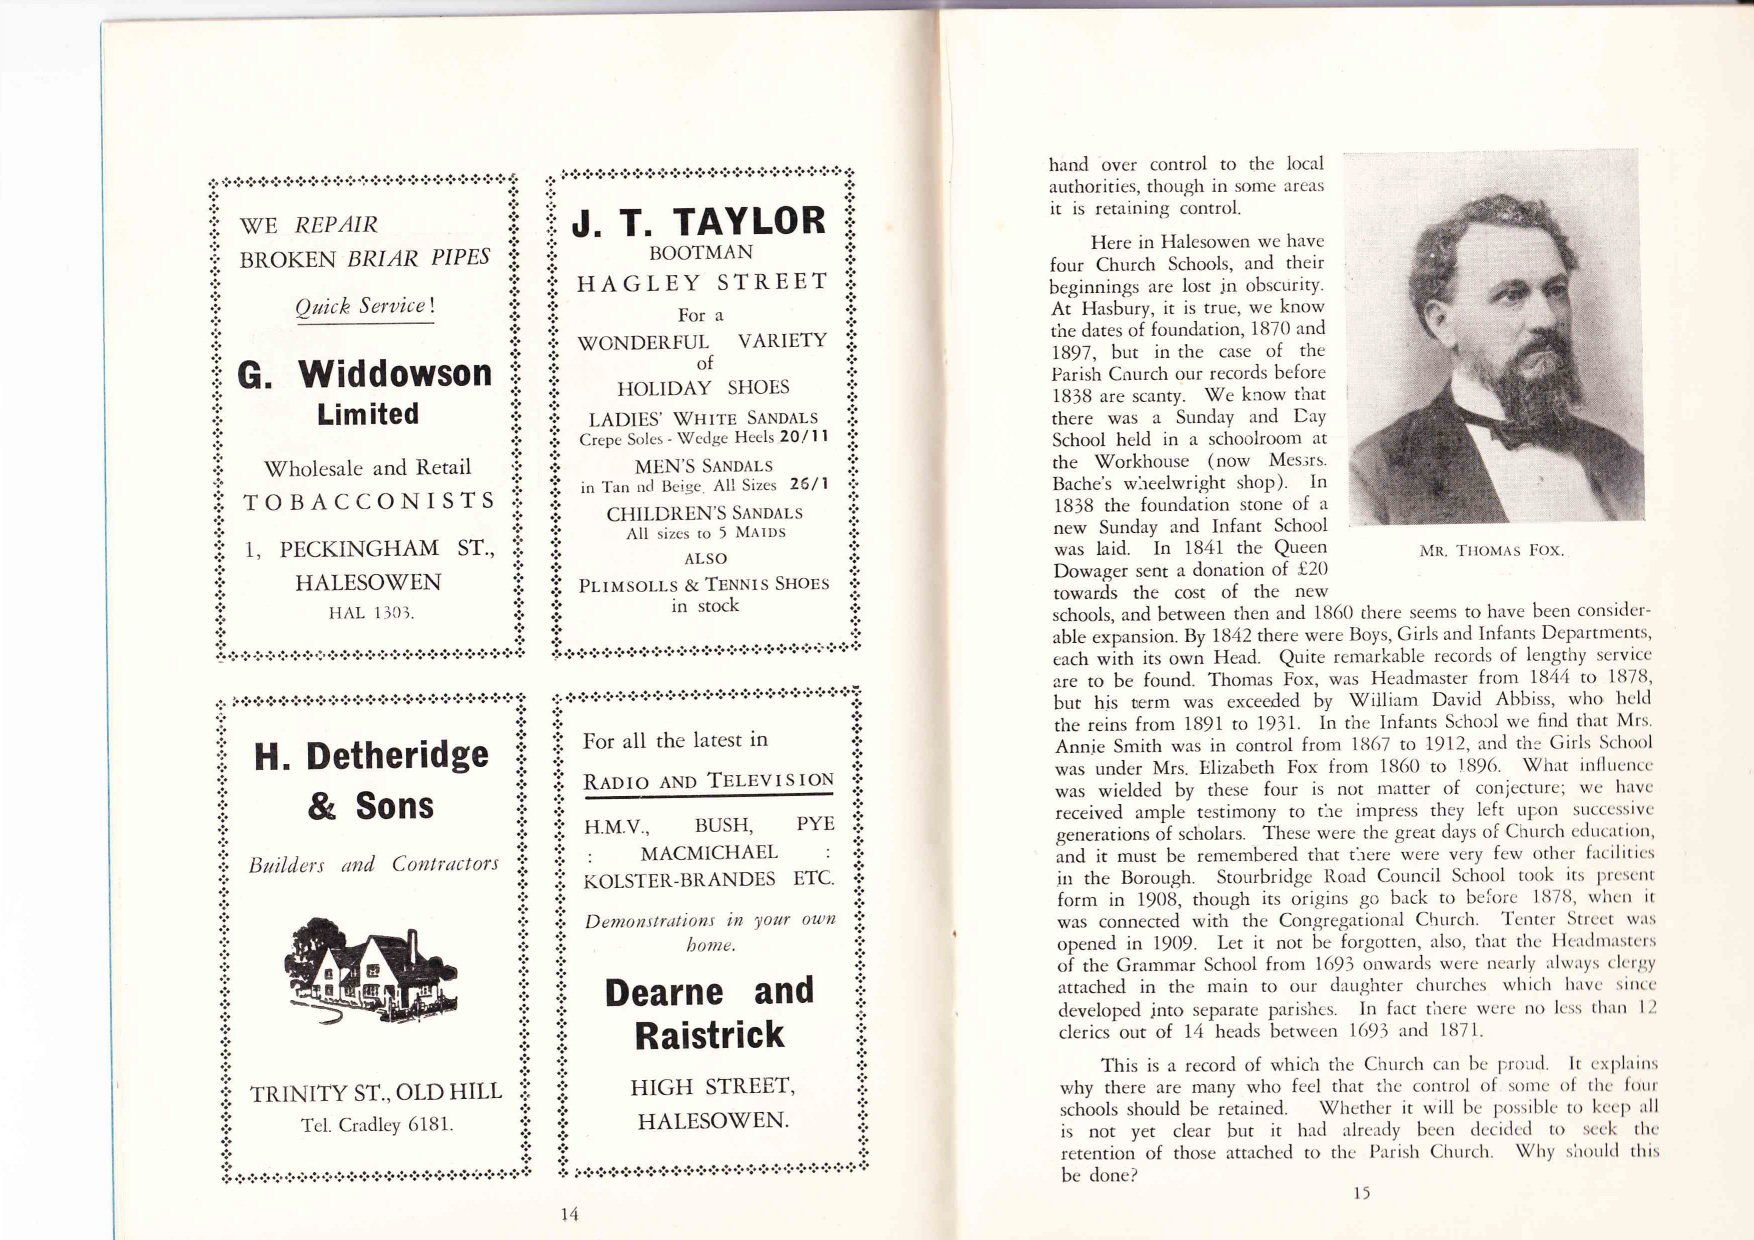 WE REPAIR
BROKEN BRIAR PIPES
Quick Service!
G. Widdowson
Limited
Wholesale and Retail
TOBACCONISTS
1, PECKINGHAM ST.,
HALESOWEN
HAL 1303.
J. T. TAYLOR
BOOTMAN
HAGLEY STREET
For a
WONDERFUL VARIETY
of
HOLIDAY SHOES
LADIES' WHITE SANDALS
Crepe Soles - Wedge Heels 20/11
MEN'S SANDALS
in Tan nd Beige. All Sizes 26/1
CHILDREN'S SANDALS
All sizes to 5 MAIDS
ALSO
PLIMSOLLS & TENNIS SHOES
in stock
H. Detheridge
& Sons
Builders and Contractors
TRINITY ST., OLD HILL
Tel. Cradley 6181.
For all the latest in
RADIO AND TELEVISION
H.M.V., BUSH, PYE
: MACMICHAEL :
KOLSTER-BRANDES ETC.
Demonstrations in your own
home.
Dearne and
Raistrick
HIGH STREET,
HALESOWEN.
14
hand over control to the local
authorities, though in some areas
it is retaining control.
Here in Halesowen we have
four Church Schools, and their
beginnings are lost in obscurity.
At Hasbury, it is true, we know
the dates of foundation, 1870 and
1897, but in the case of the
Parish Church our records before
1838 are scanty. We know that
there was a Sunday and Day
School held in a schoolroom at
the Workhouse (now Messrs.
Bache's wheelwright shop). In
1838 the foundation stone of a
new Sunday and Infant School
was laid. In 1841 the Queen
Dowager sent a donation of £20
towards the cost of the new
schools, and between then and 1860 there seems to have been consider-
able expansion. By 1842 there were Boys, Girls and Infants Departments,
each with its own Head. Quite remarkable records of lengthy service
are to be found. Thomas Fox, was Headmaster from 1844 to 1878,
but his term was exceeded by William David Abbiss, who held
the reins from 1891 to 1931. In the Infants School we find that Mrs.
Annie Smith was in control from 1867 to 1912, and the Girls School
was under Mrs. Elizabeth Fox from 1860 to 1896. What influence
was wielded by these four is not matter of conjecture; we have
received ample testimony to the impress they left upon successive
generations of scholars. These were the great days of Church education,
and it must be remembered that there were very few other facilities
in the Borough. Stourbridge Road Council School took its present
form in 1908, though its origins go back to before 1878, when it
was connected with the Congregational Church. Tenter Street was
opened in 1909. Let it not be forgotten, also, that the Headmasters
of the Grammar School from 1693 onwards were nearly always clergy
attached in the main to our daughter churches which have since
developed into separate parishes. In fact there were no less than 12
clerics out of 14 heads between 1693 and 1871.
This is a record of which the Church can be proud. It explains
why there are many who feel that the control of some of the four
schools should be retained. Whether it will be possible to keep all
is not yet clear but it had already been decided to seek the
retention of those attached to the Parish Church. Why should this
be done?
MR. THOMAS FOX.
15